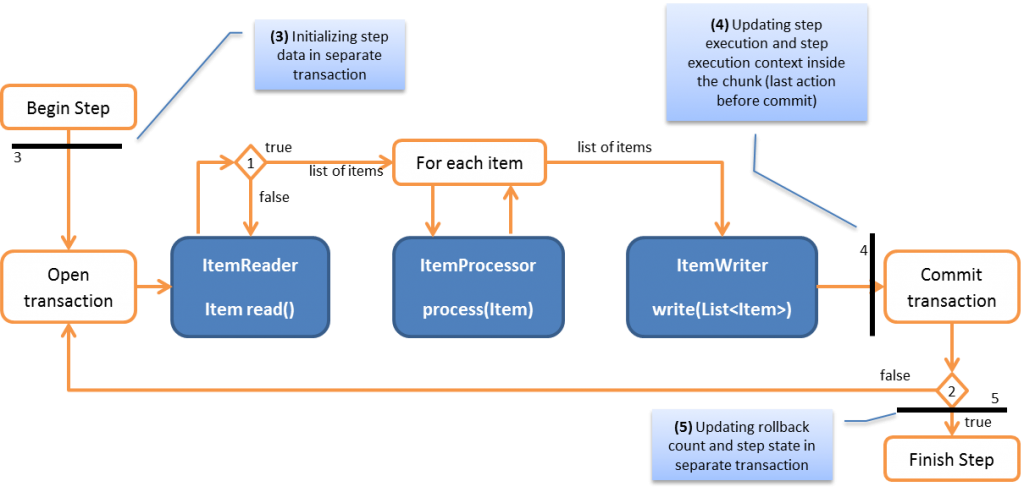 (3) Initializing step
data in separate
transaction
(4) Updating step
execution and step
execution context inside
the chunk (last action
before commit)
Begin Step
3
1
true
list of items
false
For each item
list of items
Open
transaction
ItemReader
Item read()
ItemProcessor
process(Item)
ItemWriter
write(List<Item>)
4
Commit
transaction
false
2
5
true
(5) Updating rollback
count and step state in
separate transaction
Finish Step